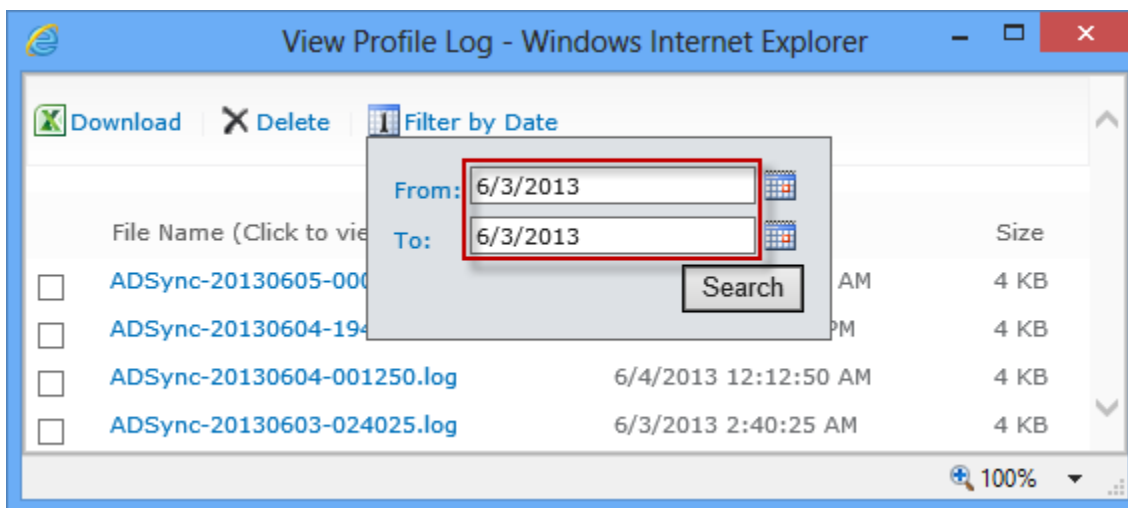 View Profile Log - Windows Internet Explorer
Download Delete Filter by Date
From: 6/3/2013
To: 6/3/2013
Search
File Name (Click to Size
ADSync-20130605- AM 4 KB
ADSync-20130604- PM 4 KB
ADSync-20130604-001250.log 6/4/2013 12:12:50 AM 4 KB
ADSync-20130603-024025.log 6/3/2013 2:40:25 AM 4 KB
100%